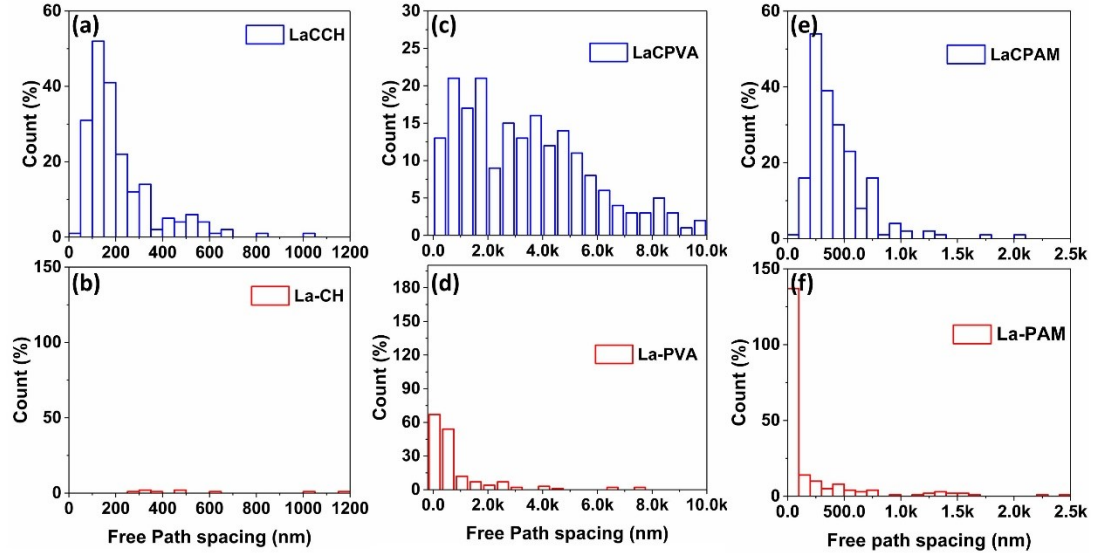 (a)
LaCCH
Count (%)
60
40
20
0
0 200 400 600 800 1000 1200
(c)
LaCPVA
Count (%)
30
25
20
15
10
5
0
0.0 2.0k 4.0k 6.0k 8.0k 10.0k
(e)
LaCPAM
Count (%)
60
40
20
0
0.0 500.0 1.0k 1.5k 2.0k 2.5k
(b)
La-CH
Count (%)
150
100
50
0
0 200 400 600 800 1000 1200
Free Path spacing (nm)
(d)
La-PVA
Count (%)
180
150
120
90
60
30
0
0.0 2.0k 4.0k 6.0k 8.0k 10.0k
Free Path spacing (nm)
(f)
La-PAM
Count (%)
150
100
50
0
0.0 500.0 1.0k 1.5k 2.0k 2.5k
Free path spacing (nm)